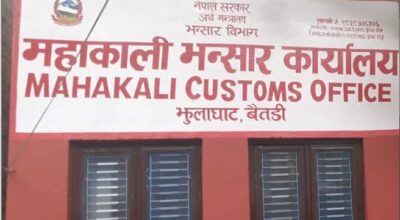 नेपाल सरकार
अर्थ मन्त्रालय
भन्सार विभाग
महाकाली भन्सार कार्यालय
MAHAKALI CUSTOMS OFFICE
झुलाघाट, बैतडी